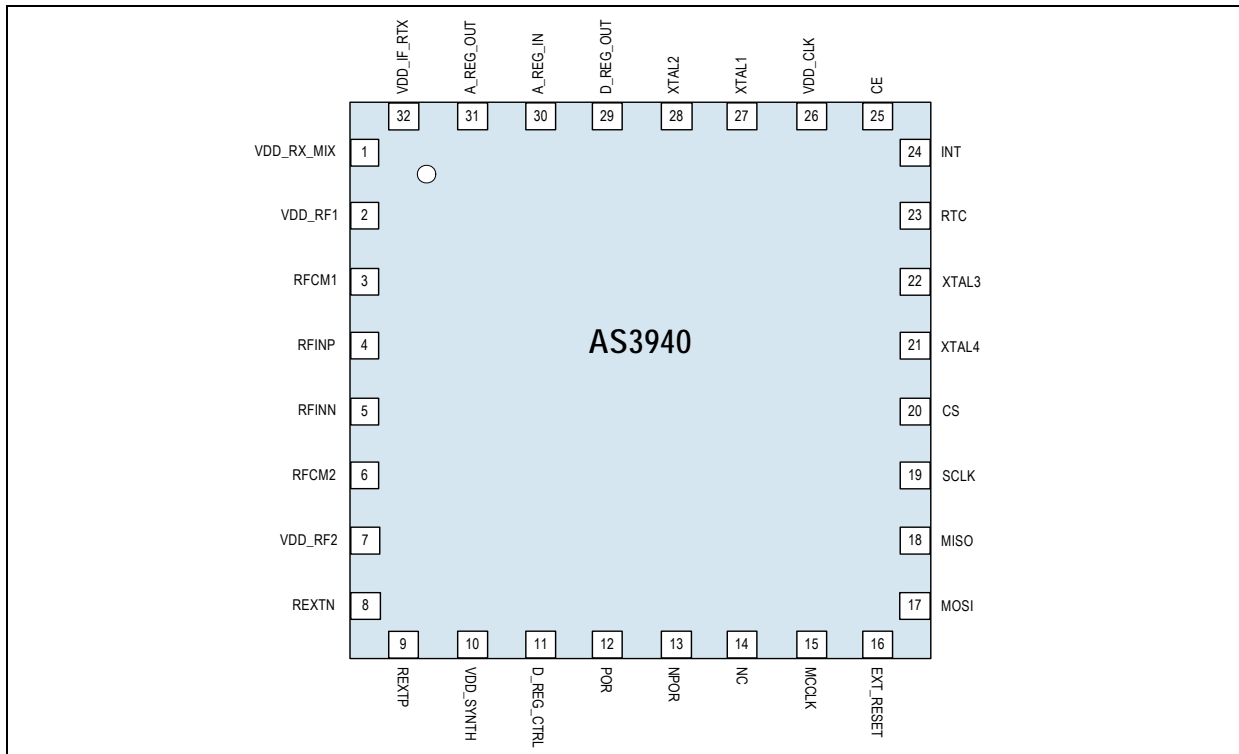 VDD_IF_RTX
A_REG_OUT
A_REG_IN
D_REG_OUT
XTAL2
XTAL1
VDD_CLK
CE
32
31
30
29
28
27
26
25
VDD_RX_MIX 1
24 INT
VDD_RF1 2
23 RTC
RFCM1 3
22 XTAL3
RFINP 4
AS3940
21 XTAL4
RFINN 5
20 CS
RFCM2 6
19 SCLK
VDD_RF2 7
18 MISO
REXTN 8
17 MOSI
9
10
11
12
13
14
15
16
REXTP
VDD_SYNTH
D_REG_CTRL
POR
NPOR
NC
MCCLK
EXT_RESET